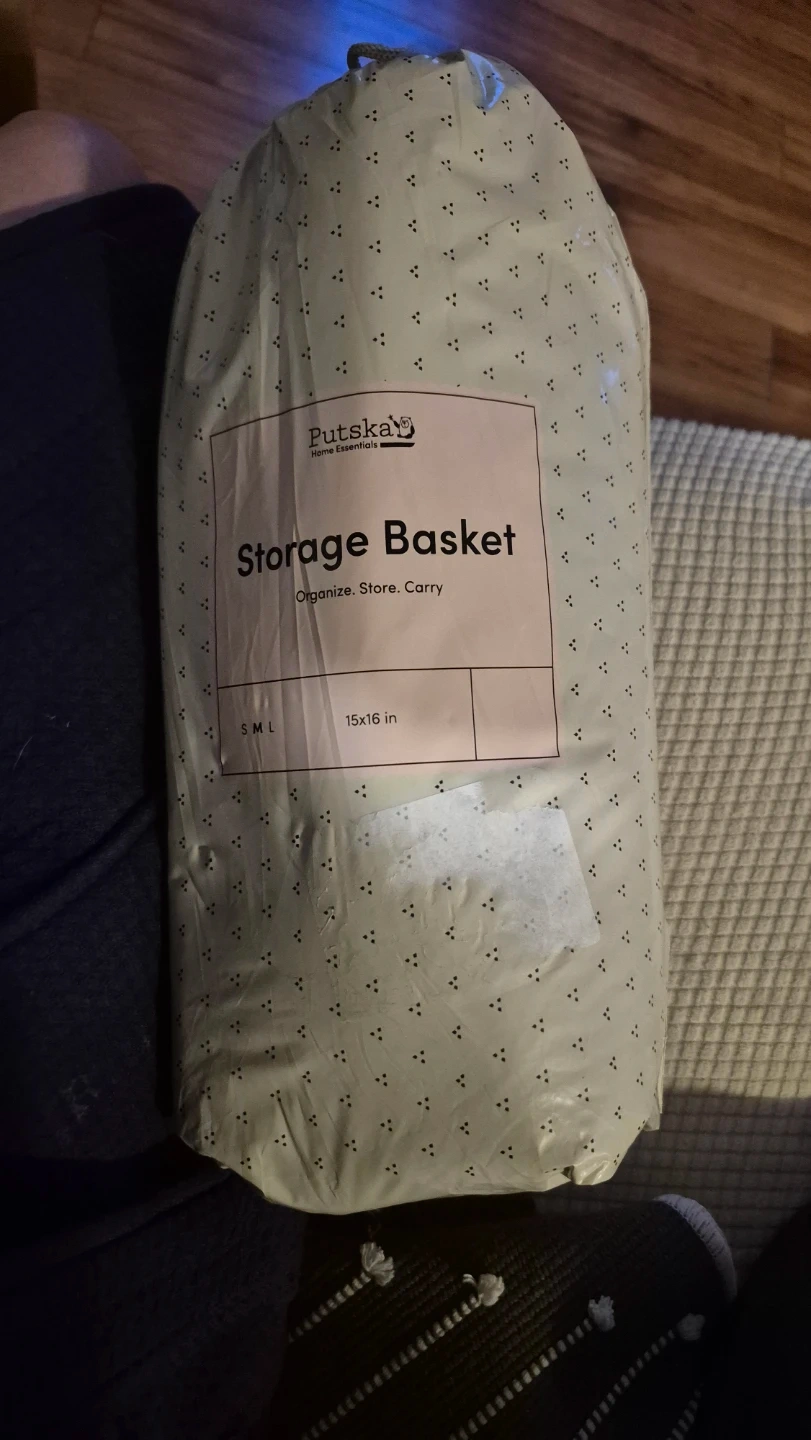 Putska
Home Essentials
Storage Basket
Organize. Store. Carry
S M L
15x16 in